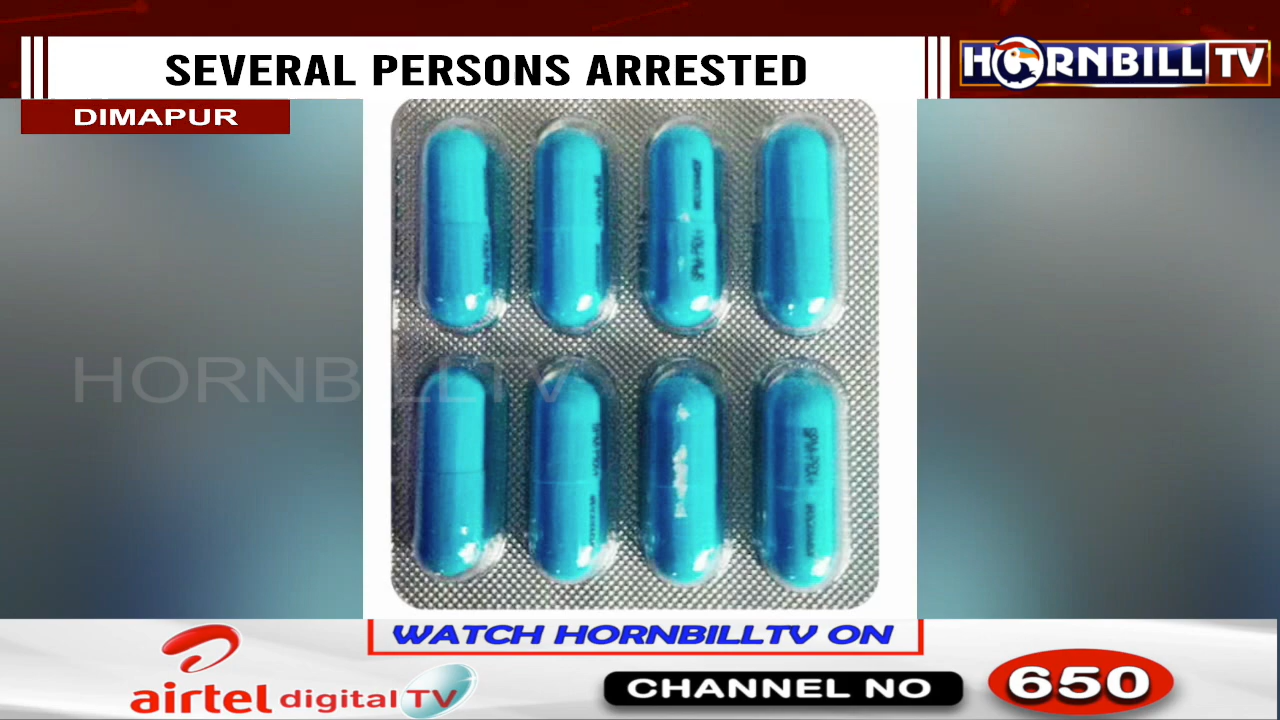 SEVERAL PERSONS ARRESTED
HORNBILL TV
DIMAPUR
HORNBILLTV
WATCH HORNBILLTV ON
airtel digital TV
CHANNEL NO
650